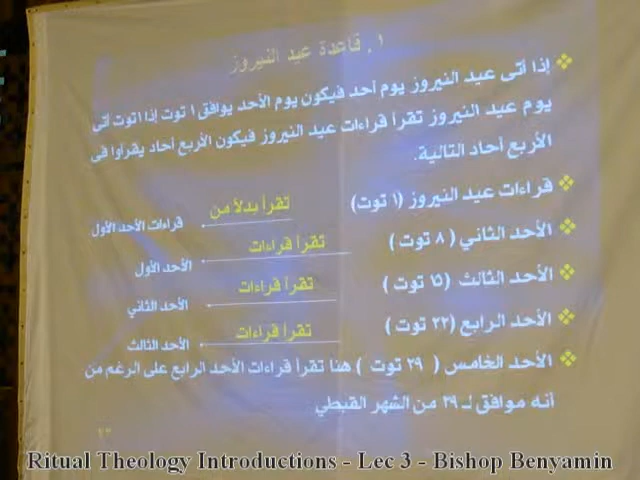 ١. قاعدة عيد النيروز
❖ إذا أتى عيد النيروز يوم أحد فيكون يوم الأحد يوافق ١ توت إذا ١ توت أتى
يوم عيد النيروز تقرأ قراءات عيد النيروز فيكون الأربع أحاد يقرأوا فى
الأربع أحاد التالية.
❖ قراءات عيد النيروز (١ توت) تقرأ بدلاً من قراءات الأحد الأول
❖ الأحد الثاني ( ٨ توت ) تقرأ قراءات الأحد الأول
❖ الأحد الثالث (١٥ توت ) تقرأ قراءات الأحد الثاني
❖ الأحد الرابع (٢٢ توت ) تقرأ قراءات الأحد الثالث
❖ الأحد الخامس ( ٢٩ توت ) هنا تقرأ قراءات الأحد الرابع على الرغم من
أنه موافق لـ ٢٩ من الشهر القبطي
٢٣
Ritual Theology Introductions - Lec 3 - Bishop Benyamin